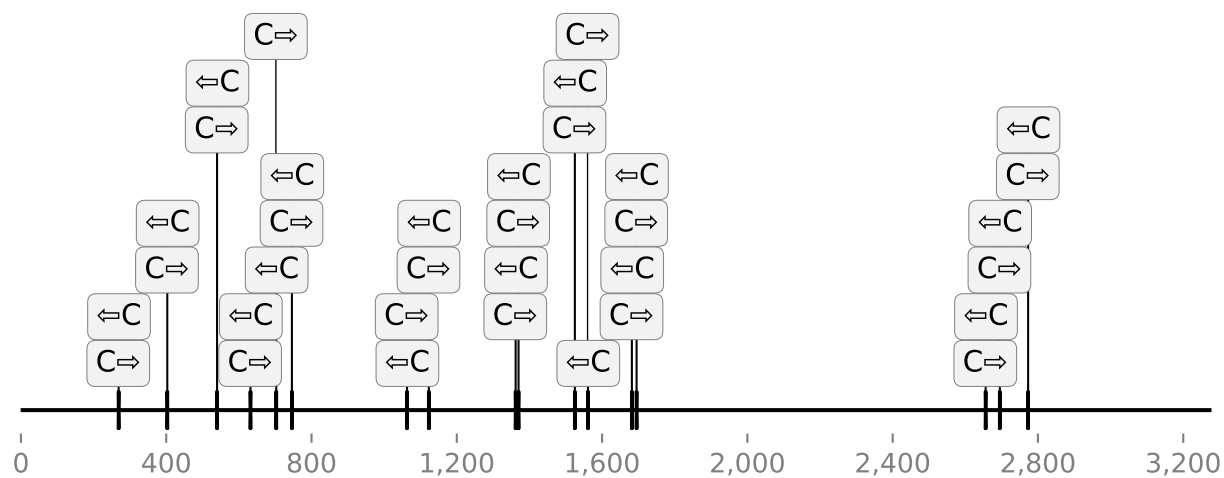 C⇨
⇦C C⇨ ⇦C
C⇨ C⇨ ⇦C
⇦C ⇦C ⇦C C⇨
⇦C C⇨ ⇦C C⇨ C⇨ ⇦C
C⇨ ⇦C C⇨ ⇦C ⇦C C⇨
⇦C ⇦C C⇨ C⇨ C⇨ ⇦C
C⇨ C⇨ ⇦C ⇦C C⇨
0 400 800 1,200 1,600 2,000 2,400 2,800 3,200